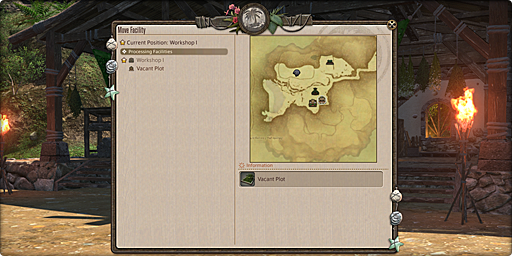 Move Facility
Current Position: Workshop I
Processing Facilities
Workshop I
Vacant Plot
Information
Vacant Plot